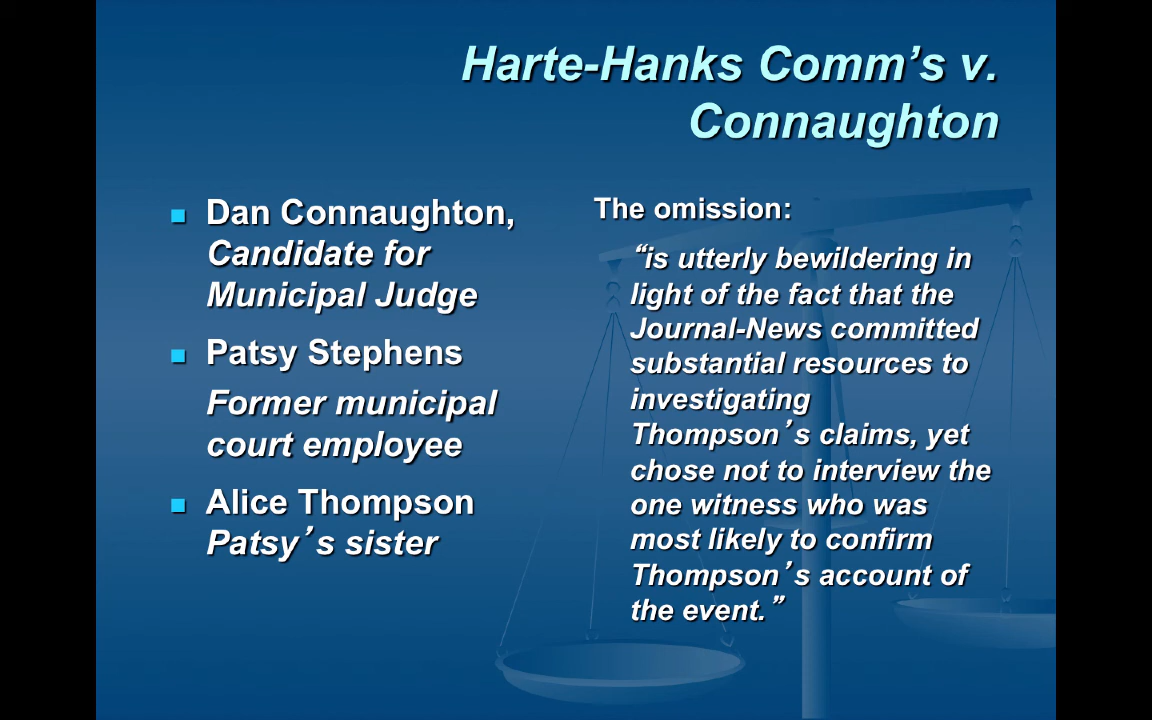 Harte-Hanks Comm’s v.
Connaughton
Dan Connaughton,
Candidate for
Municipal Judge
Patsy Stephens
Former municipal
court employee
Alice Thompson
Patsy’s sister
The omission:
“is utterly bewildering in
light of the fact that the
Journal-News committed
substantial resources to
investigating
Thompson’s claims, yet
chose not to interview the
one witness who was
most likely to confirm
Thompson’s account of
the event.”